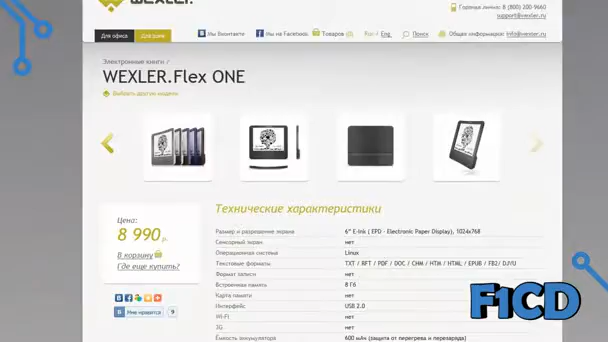 WEXLER.
Горячая линия: 8 (800) 200-9660
support@wexler.ru
Для офиса
Для дома
Мы Вконтакте
Мы на Facebook
Товаров (0)
Рус / Eng
Поиск
Общая информация: info@wexler.ru
Электронные книги /
WEXLER.Flex ONE
Выбрать другую модель
Цена:
8 990 р.
В корзину
Где еще купить?
Мне нравится 9
Технические характеристики
Размер и разрешение экрана 6" E-Ink ( EPD - Electronic Paper Display), 1024x768
Сенсорный экран нет
Операционная система Linux
Текстовые форматы TXT / RFT / PDF / DOC / CHM / HTM / HTML / EPUB / FB2/ DJVU
Формат записи нет
Встроенная память 8 Гб
Карта памяти нет
Интерфейс USB 2.0
WI-FI нет
3G нет
Емкость аккумулятора 600 мАч (защита от перегрева и перезаряда)
F1CD